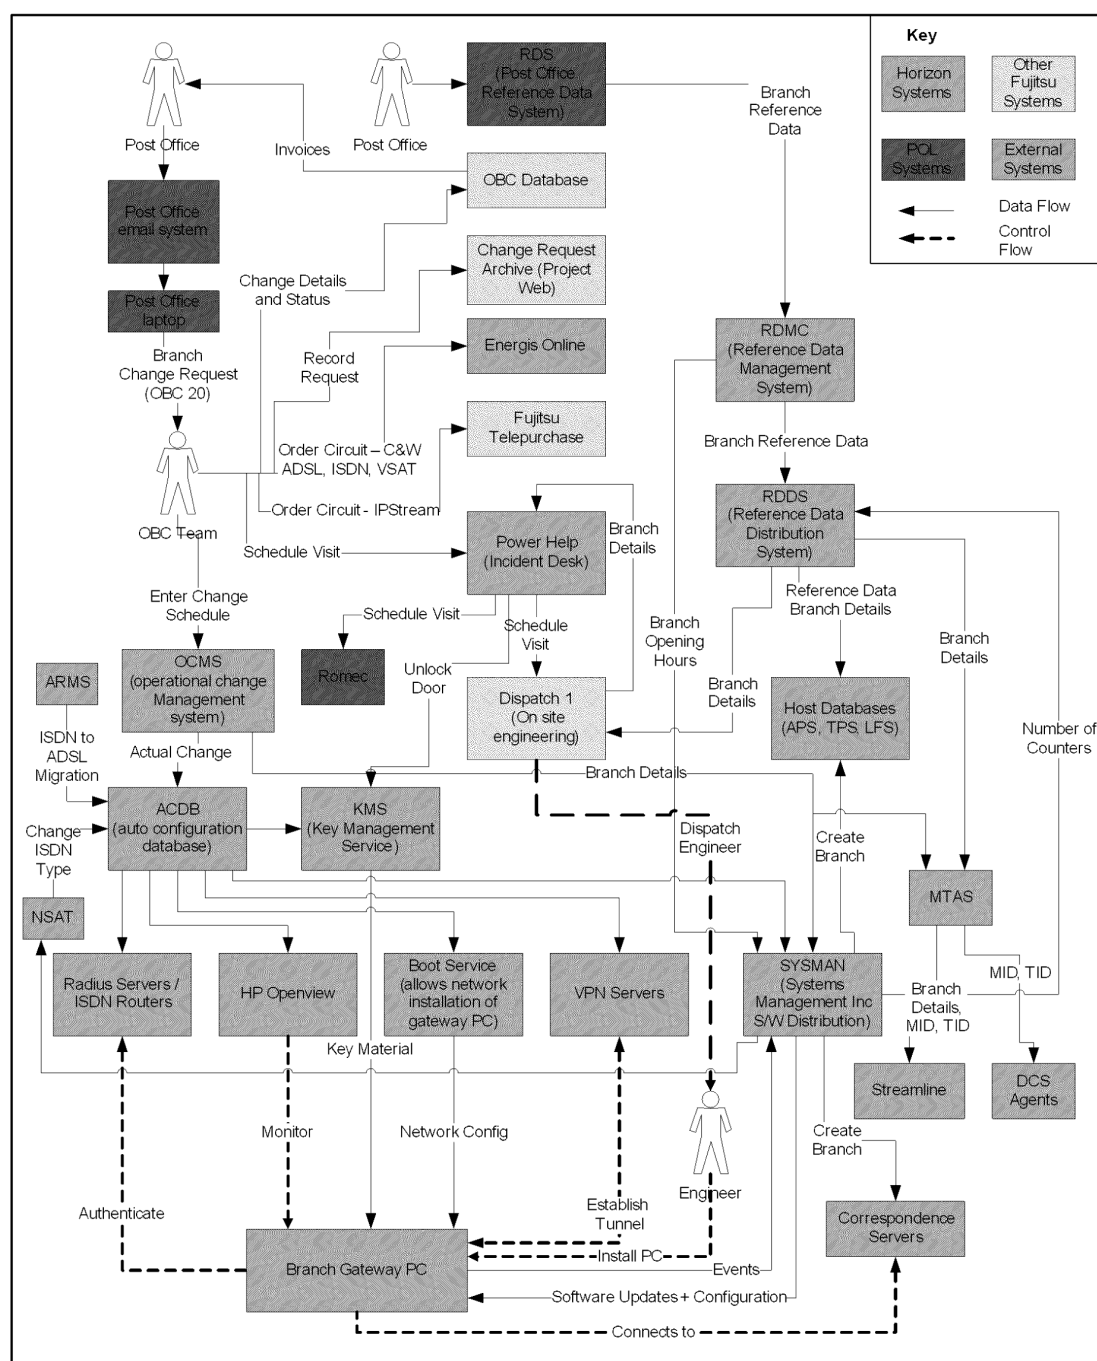 Key
Horizon
Systems
Other
Fujitsu
Systems
POL
Systems
External
Systems
Data Flow
Control
Flow
Post Office
Post Office
RDS
(Post Office
Reference Data
System)
Branch
Reference
Data
Invoices
OBC Database
Post Office
email system
Change Request
Archive (Project
Web)
Change Details
and Status
Post Office
laptop
Energis Online
RDMC
(Reference Data
Management
System)
Branch
Change Request
(OBC 20)
Record
Request
Fujitsu
Telepurchase
Order Circuit – C&W
ADSL, ISDN, VSAT
Branch Reference Data
OBC Team
Order Circuit - IPStream
RDDS
(Reference Data
Distribution
System)
Schedule Visit
Power Help
(Incident Desk)
Branch
Details
Enter Change
Schedule
Schedule Visit
Schedule
Visit
Reference Data
Branch Details
Branch
Opening
Hours
Branch
Details
OCMS
(operational change
Management
system)
ARMS
Romec
Unlock
Door
Dispatch 1
(On site
engineering)
Branch
Details
Host Databases
(APS, TPS, LFS)
Number of
Counters
ISDN to
ADSL
Migration
Actual Change
Branch Details
ACDB
(auto configuration
database)
KMS
(Key Management
Service)
Change
ISDN
Type
Dispatch
Engineer
Create
Branch
MTAS
NSAT
Radius Servers /
ISDN Routers
HP Openview
Boot Service
(allows network
installation of
gateway PC)
VPN Servers
SYSMAN
(Systems
Management Inc
S/W Distribution)
MID, TID
Branch
Details,
MID, TID
Key Material
Streamline
DCS
Agents
Monitor
Network Config
Create
Branch
Engineer
Authenticate
Establish
Tunnel
Correspondence
Servers
Branch Gateway PC
Install PC
Events
Software Updates + Configuration
Connects to